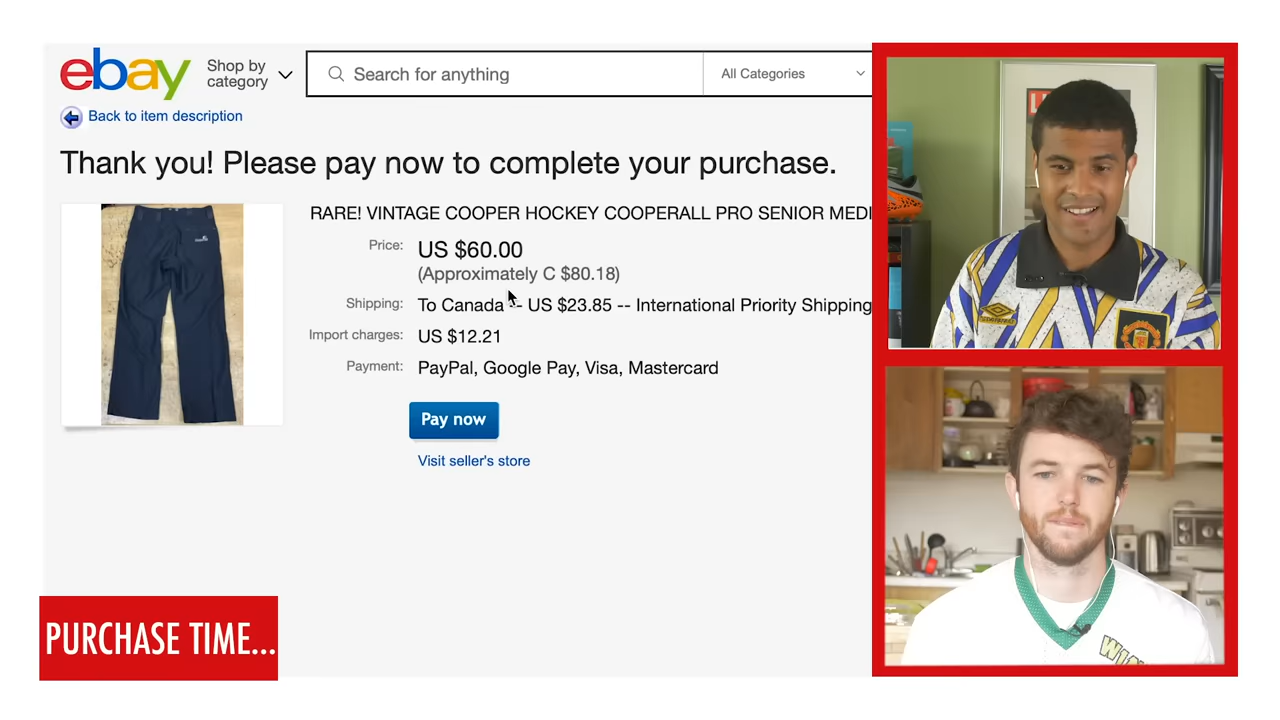 ebay
Shop by
category
Search for anything
All Categories
Back to item description
Thank you! Please pay now to complete your purchase.
RARE! VINTAGE COOPER HOCKEY COOPERALL PRO SENIOR MEDI
Price: US $60.00
(Approximately C $80.18)
Shipping: To Canada -- US $23.85 -- International Priority Shipping
Import charges: US $12.21
Payment: PayPal, Google Pay, Visa, Mastercard
Pay now
Visit seller's store
PURCHASE TIME...